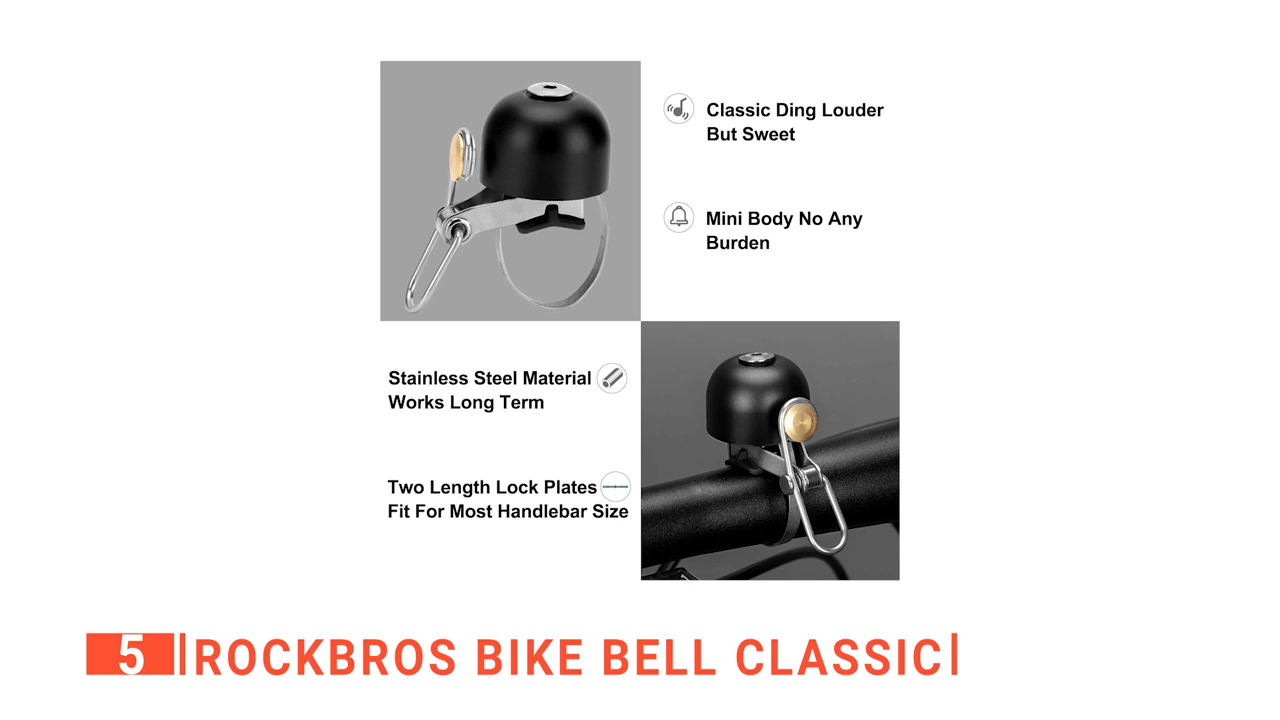 Classic Ding Louder
But Sweet
Mini Body No Any
Burden
Stainless Steel Material
Works Long Term
Two Length Lock Plates
Fit For Most Handlebar Size
5
ROCKBROS BIKE BELL CLASSIC